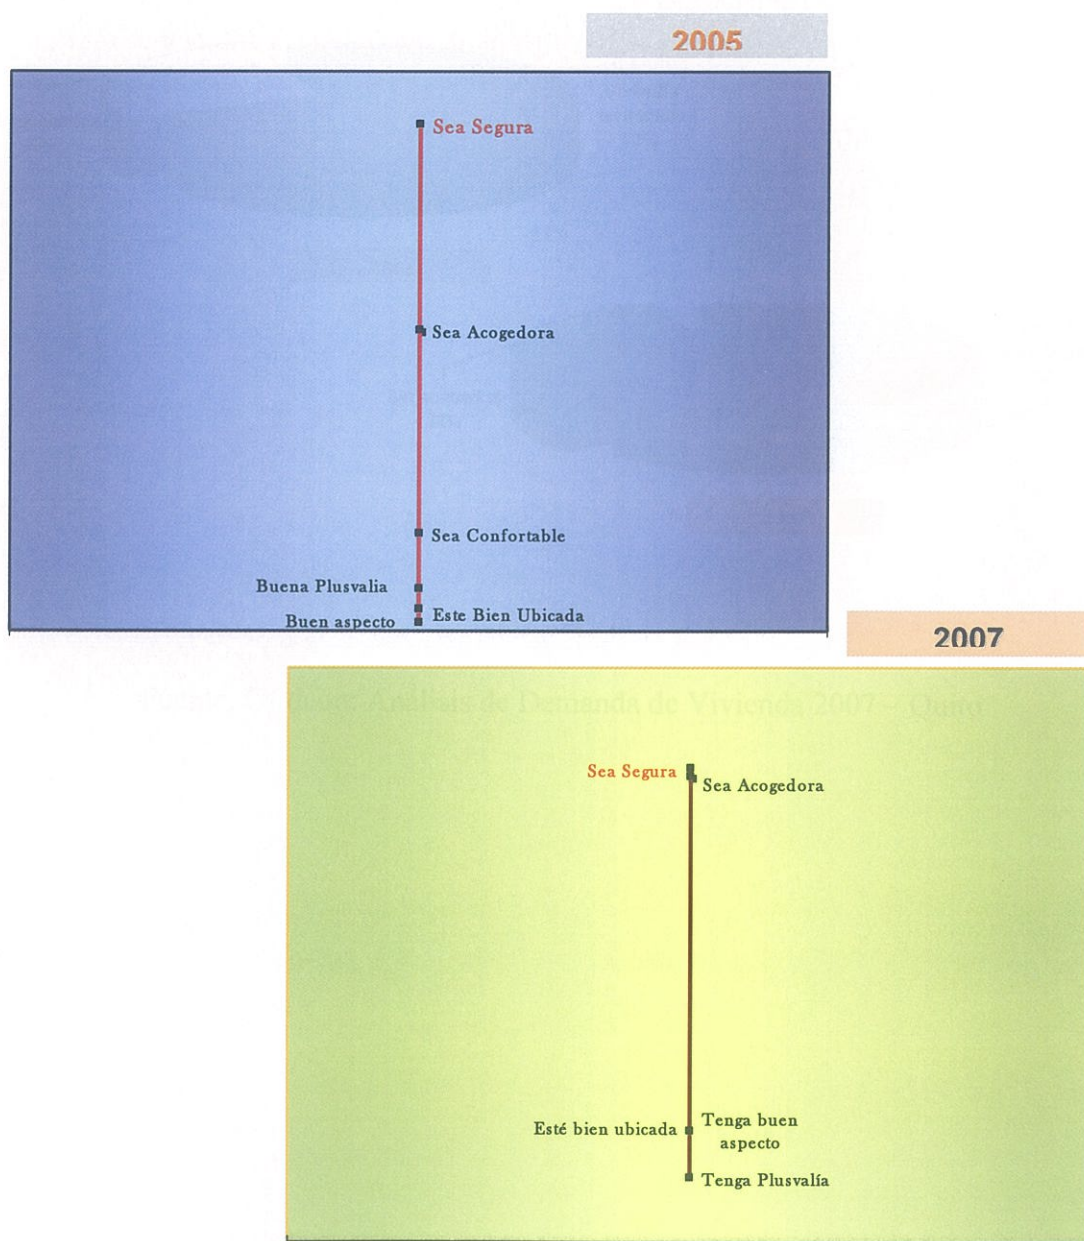 2005
Sea Segura
Sea Acogedora
Sea Confortable
Buena Plusvalia
Este Bien Ubicada
Buen aspecto
2007
Análisis de Demanda de Vivienda 2007 – Quito
Sea Segura
Sea Acogedora
Esté bien ubicada
Tenga buen
aspecto
Tenga Plusvalía